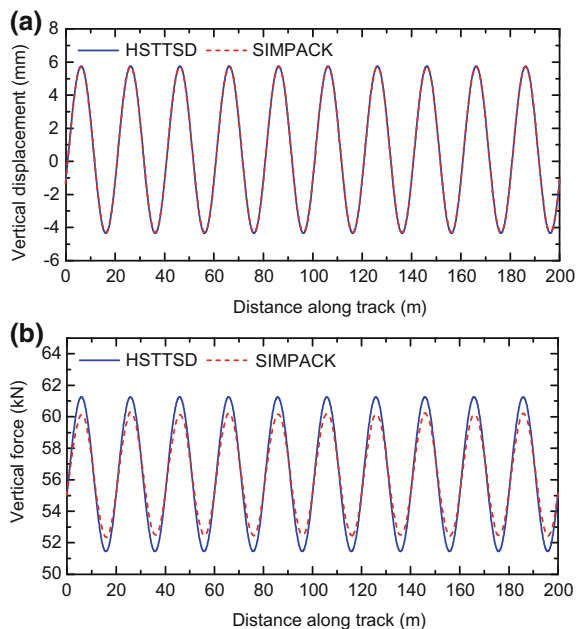 (a)
HSTTSD
SIMPACK
Vertical displacement (mm)
8
6
4
2
0
-2
-4
-6
0 20 40 60 80 100 120 140 160 180 200
Distance along track (m)
(b)
HSTTSD
SIMPACK
Vertical force (kN)
64
62
60
58
56
54
52
50
0 20 40 60 80 100 120 140 160 180 200
Distance along track (m)